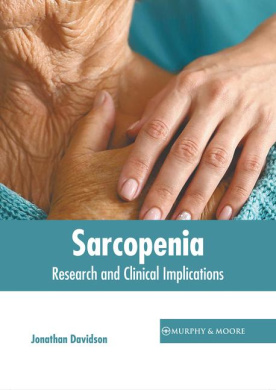 Sarcopenia
Research and Clinical Implications
Jonathan Davidson
MURPHY & MOORE